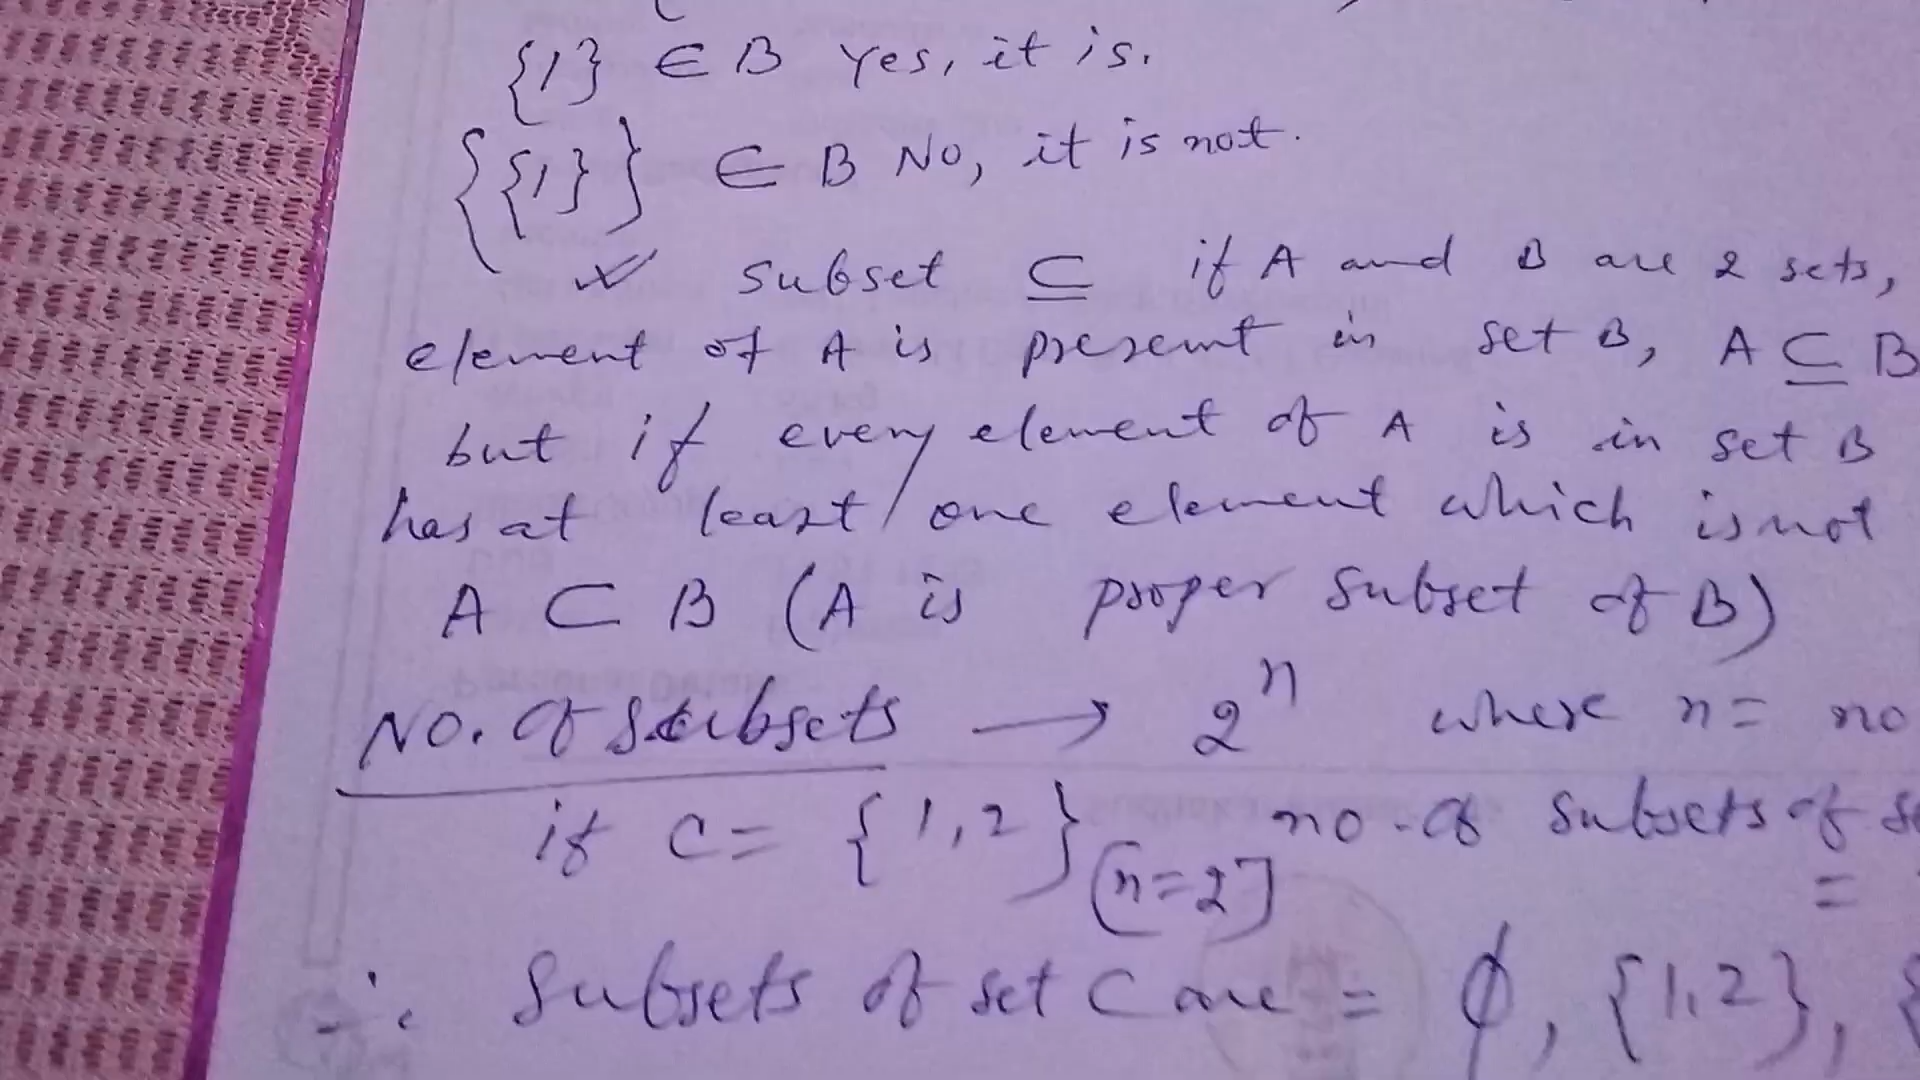 {1} ∈ B Yes, it is.
{{1}} ∈ B No, it is not.
subset ⊆ if A and B are 2 sets,
element of A is present in set B, A ⊆ B
but if every element of A is in set B
has at least one element which is not
A ⊂ B (A is proper subset of B)
NO. of Subsets → 2ⁿ where n = no
if C = {1,2} [n=2] no. of subsets of
=
∴ Subsets of set C are = ∅, {1,2}, {